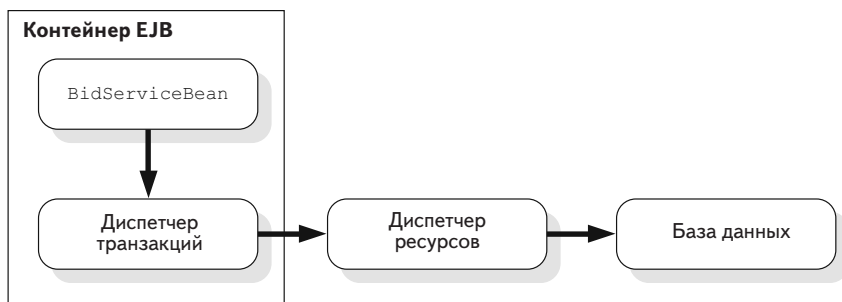 Контейнер EJB
BidServiceBean
Диспетчер
транзакций
Диспетчер
ресурсов
База данных